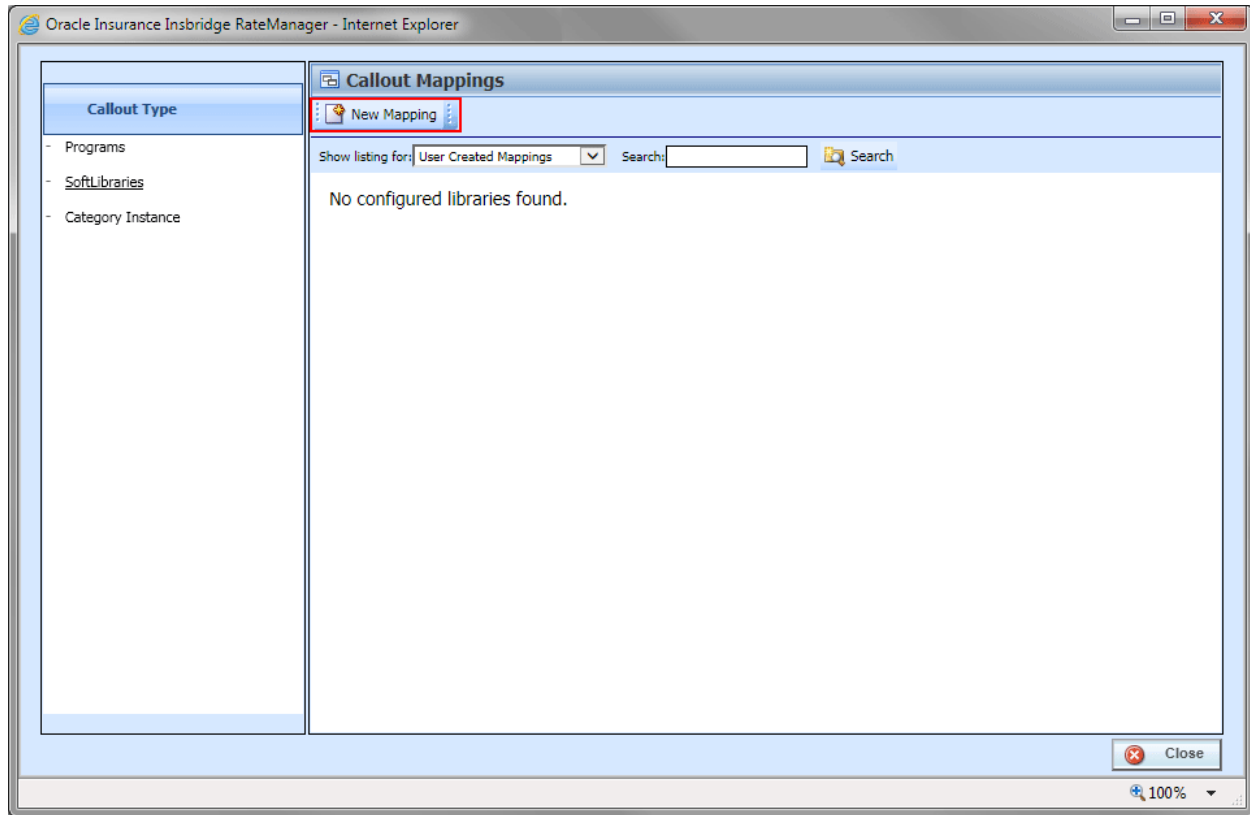 Oracle Insurance Insbridge RateManager - Internet Explorer
Callout Type
- Programs
- SoftLibraries
- Category Instance
Callout Mappings
New Mapping
Show listing for: User Created Mappings Search: Search
No configured libraries found.
Close
100%